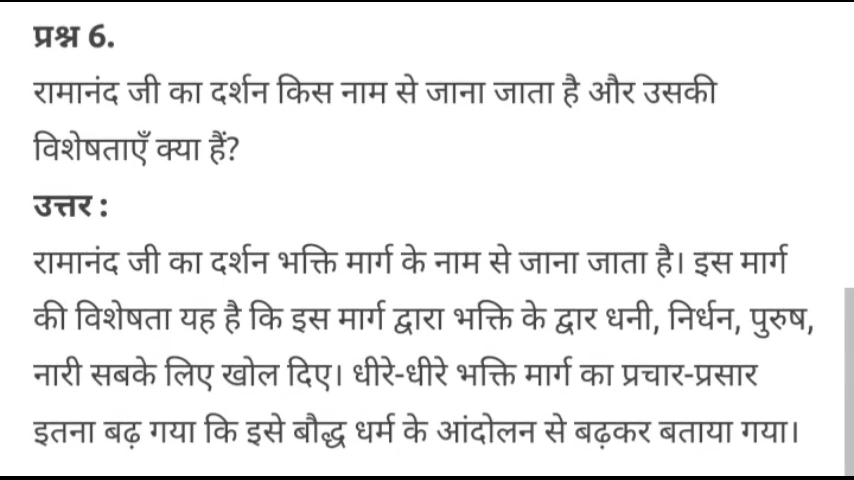 प्रश्न 6.
रामानंद जी का दर्शन किस नाम से जाना जाता है और उसकी
विशेषताएँ क्या हैं?
उत्तर :
रामानंद जी का दर्शन भक्ति मार्ग के नाम से जाना जाता है। इस मार्ग
की विशेषता यह है कि इस मार्ग द्वारा भक्ति के द्वार धनी, निर्धन, पुरुष,
नारी सबके लिए खोल दिए। धीरे-धीरे भक्ति मार्ग का प्रचार-प्रसार
इतना बढ़ गया कि इसे बौद्ध धर्म के आंदोलन से बढ़कर बताया गया।